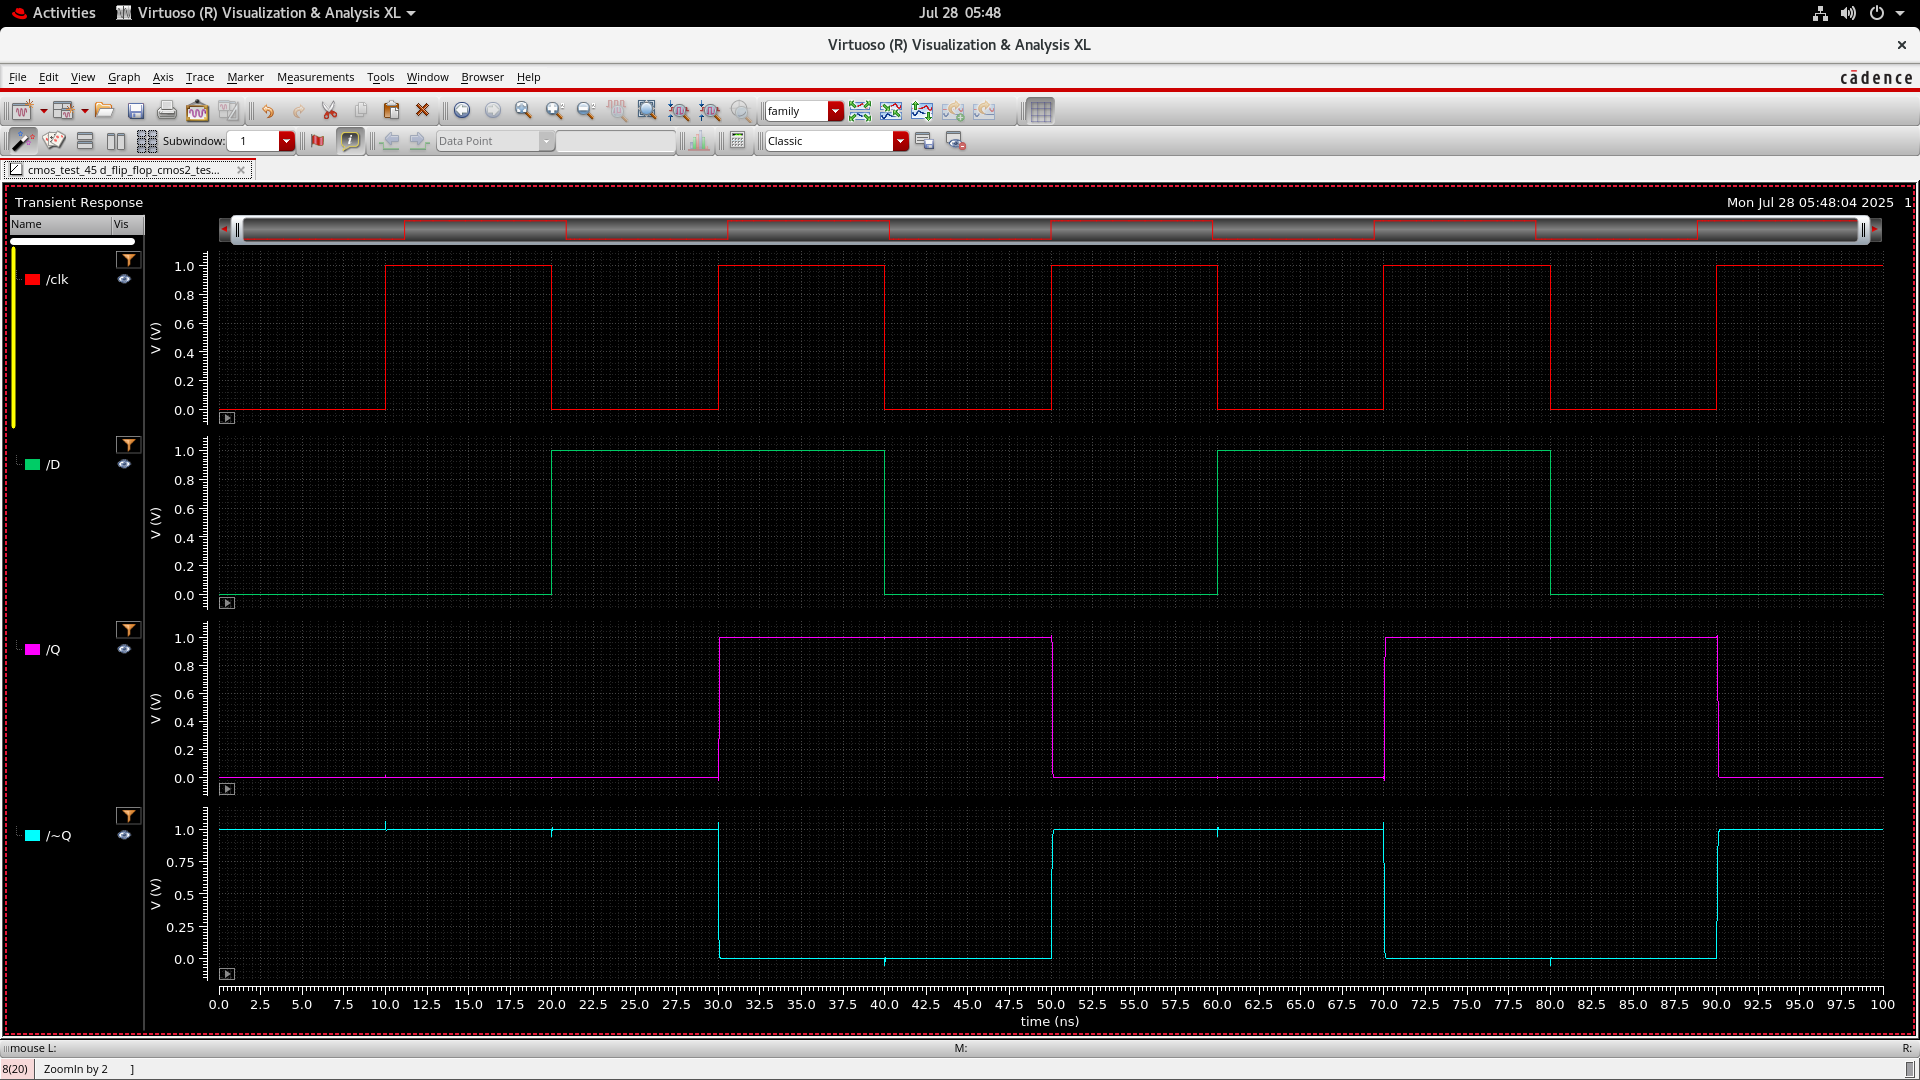 Activities Virtuoso (R) Visualization & Analysis XL Jul 28 05:48
Virtuoso (R) Visualization & Analysis XL ×
File Edit View Graph Axis Trace Marker Measurements Tools Window Browser Help cādence
family
Subwindow: 1 Data Point Classic
cmos_test_45 d_flip_flop_cmos2_tes...
Transient Response Mon Jul 28 05:48:04 2025 1
Name Vis
/clk
V (V)
1.0
0.8
0.6
0.4
0.2
0.0
/D
V (V)
1.0
0.8
0.6
0.4
0.2
0.0
/Q
V (V)
1.0
0.8
0.6
0.4
0.2
0.0
/~Q
V (V)
1.0
0.75
0.5
0.25
0.0
0.0 2.5 5.0 7.5 10.0 12.5 15.0 17.5 20.0 22.5 25.0 27.5 30.0 32.5 35.0 37.5 40.0 42.5 45.0 47.5 50.0 52.5 55.0 57.5 60.0 62.5 65.0 67.5 70.0 72.5 75.0 77.5 80.0 82.5 85.0 87.5 90.0 92.5 95.0 97.5 100
time (ns)
mouse L: M: R:
8(20) ZoomIn by 2 ]